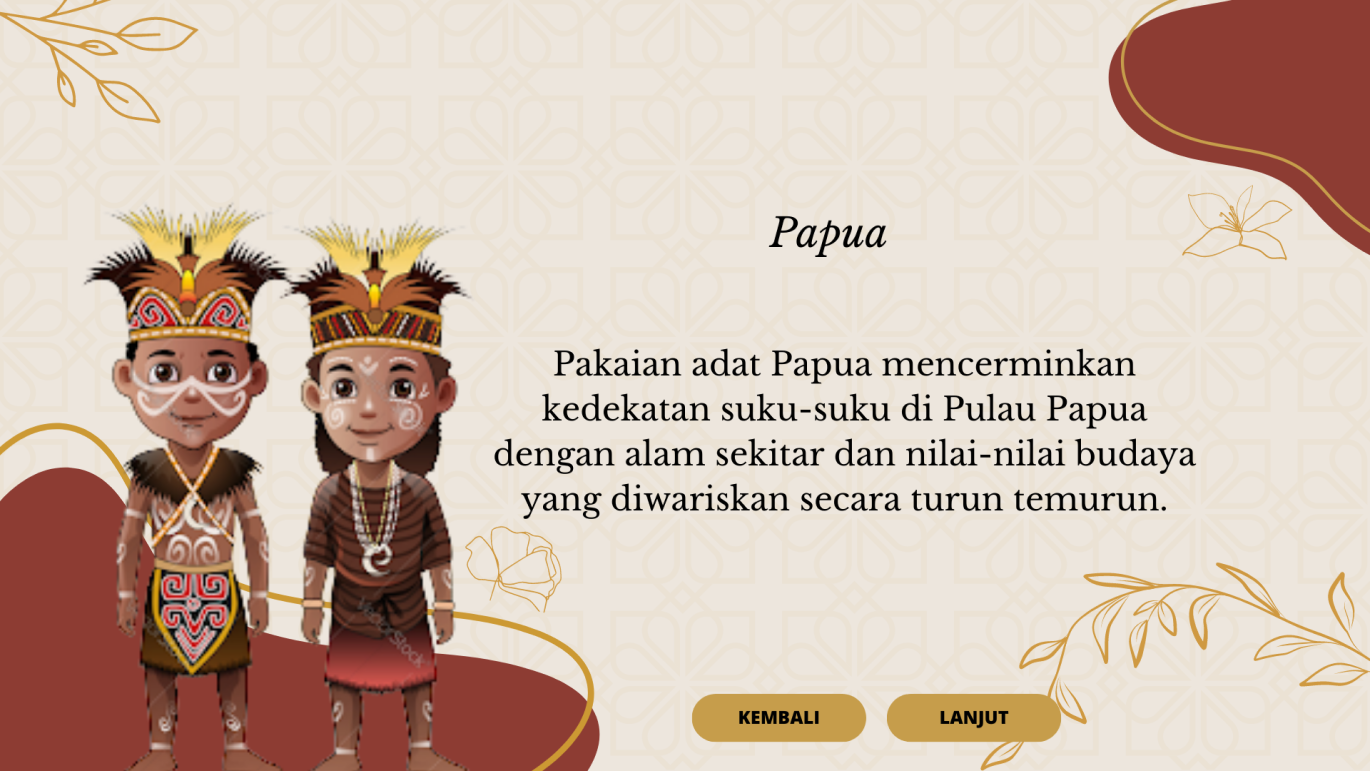 Papua
Pakaian adat Papua mencerminkan
kedekatan suku-suku di Pulau Papua
dengan alam sekitar dan nilai-nilai budaya
yang diwariskan secara turun temurun.
KEMBALI
LANJUT